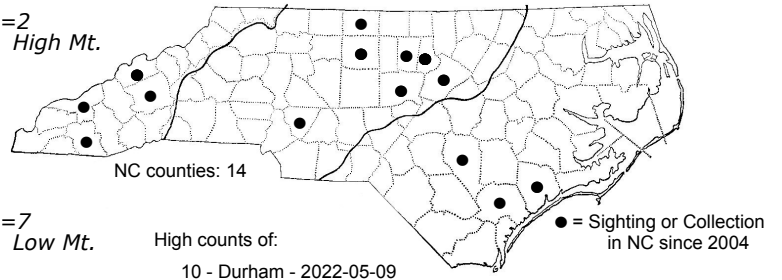 =2
High Mt.
NC counties: 14
=7
Low Mt.
High counts of:
10 - Durham - 2022-05-09
● = Sighting or Collection
in NC since 2004